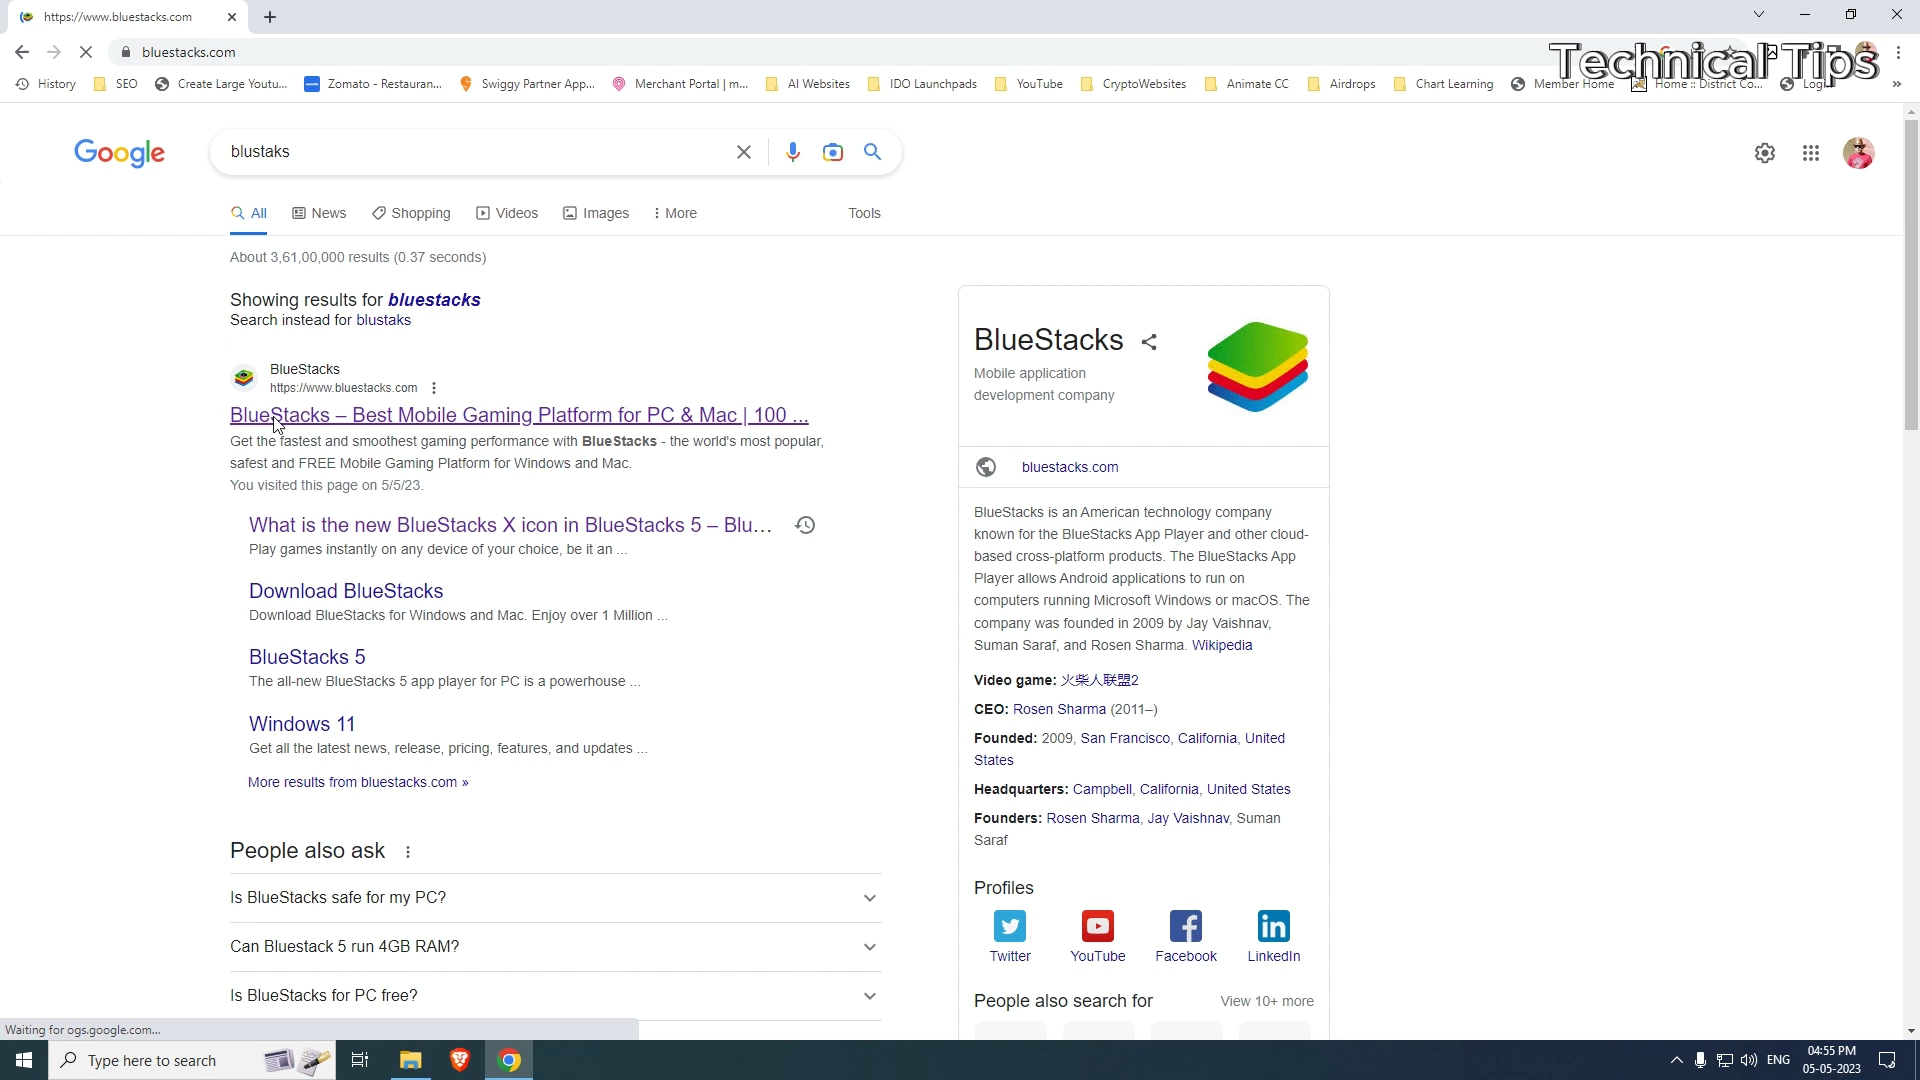 https://www.bluestacks.com
bluestacks.com
Technical Tips
History
SEO
Create Large Youtu...
Zomato - Restauran...
Swiggy Partner App...
Merchant Portal | m...
AI Websites
IDO Launchpads
YouTube
CryptoWebsites
Animate CC
Airdrops
Chart Learning
Member Home
Home :: District Co...
»
Google
blustaks
All
News
Shopping
Videos
Images
More
Tools
About 3,61,00,000 results (0.37 seconds)
Showing results for bluestacks
Search instead for blustaks
BlueStacks
https://www.bluestacks.com
BlueStacks – Best Mobile Gaming Platform for PC & Mac | 100 ...
Get the fastest and smoothest gaming performance with BlueStacks - the world's most popular,
safest and FREE Mobile Gaming Platform for Windows and Mac.
You visited this page on 5/5/23.
What is the new BlueStacks X icon in BlueStacks 5 – Blu...
Play games instantly on any device of your choice, be it an ...
Download BlueStacks
Download BlueStacks for Windows and Mac. Enjoy over 1 Million ...
BlueStacks 5
The all-new BlueStacks 5 app player for PC is a powerhouse ...
Windows 11
Get all the latest news, release, pricing, features, and updates ...
More results from bluestacks.com »
People also ask
Is BlueStacks safe for my PC?
Can Bluestack 5 run 4GB RAM?
Is BlueStacks for PC free?
BlueStacks
Mobile application
development company
bluestacks.com
BlueStacks is an American technology company
known for the BlueStacks App Player and other cloud-
based cross-platform products. The BlueStacks App
Player allows Android applications to run on
computers running Microsoft Windows or macOS. The
company was founded in 2009 by Jay Vaishnav,
Suman Saraf, and Rosen Sharma. Wikipedia
Video game: 火柴人联盟2
CEO: Rosen Sharma (2011–)
Founded: 2009, San Francisco, California, United
States
Headquarters: Campbell, California, United States
Founders: Rosen Sharma, Jay Vaishnav, Suman
Saraf
Profiles
Twitter
YouTube
Facebook
LinkedIn
People also search for
View 10+ more
Waiting for ogs.google.com...
Type here to search
ENG
04:55 PM
05-05-2023